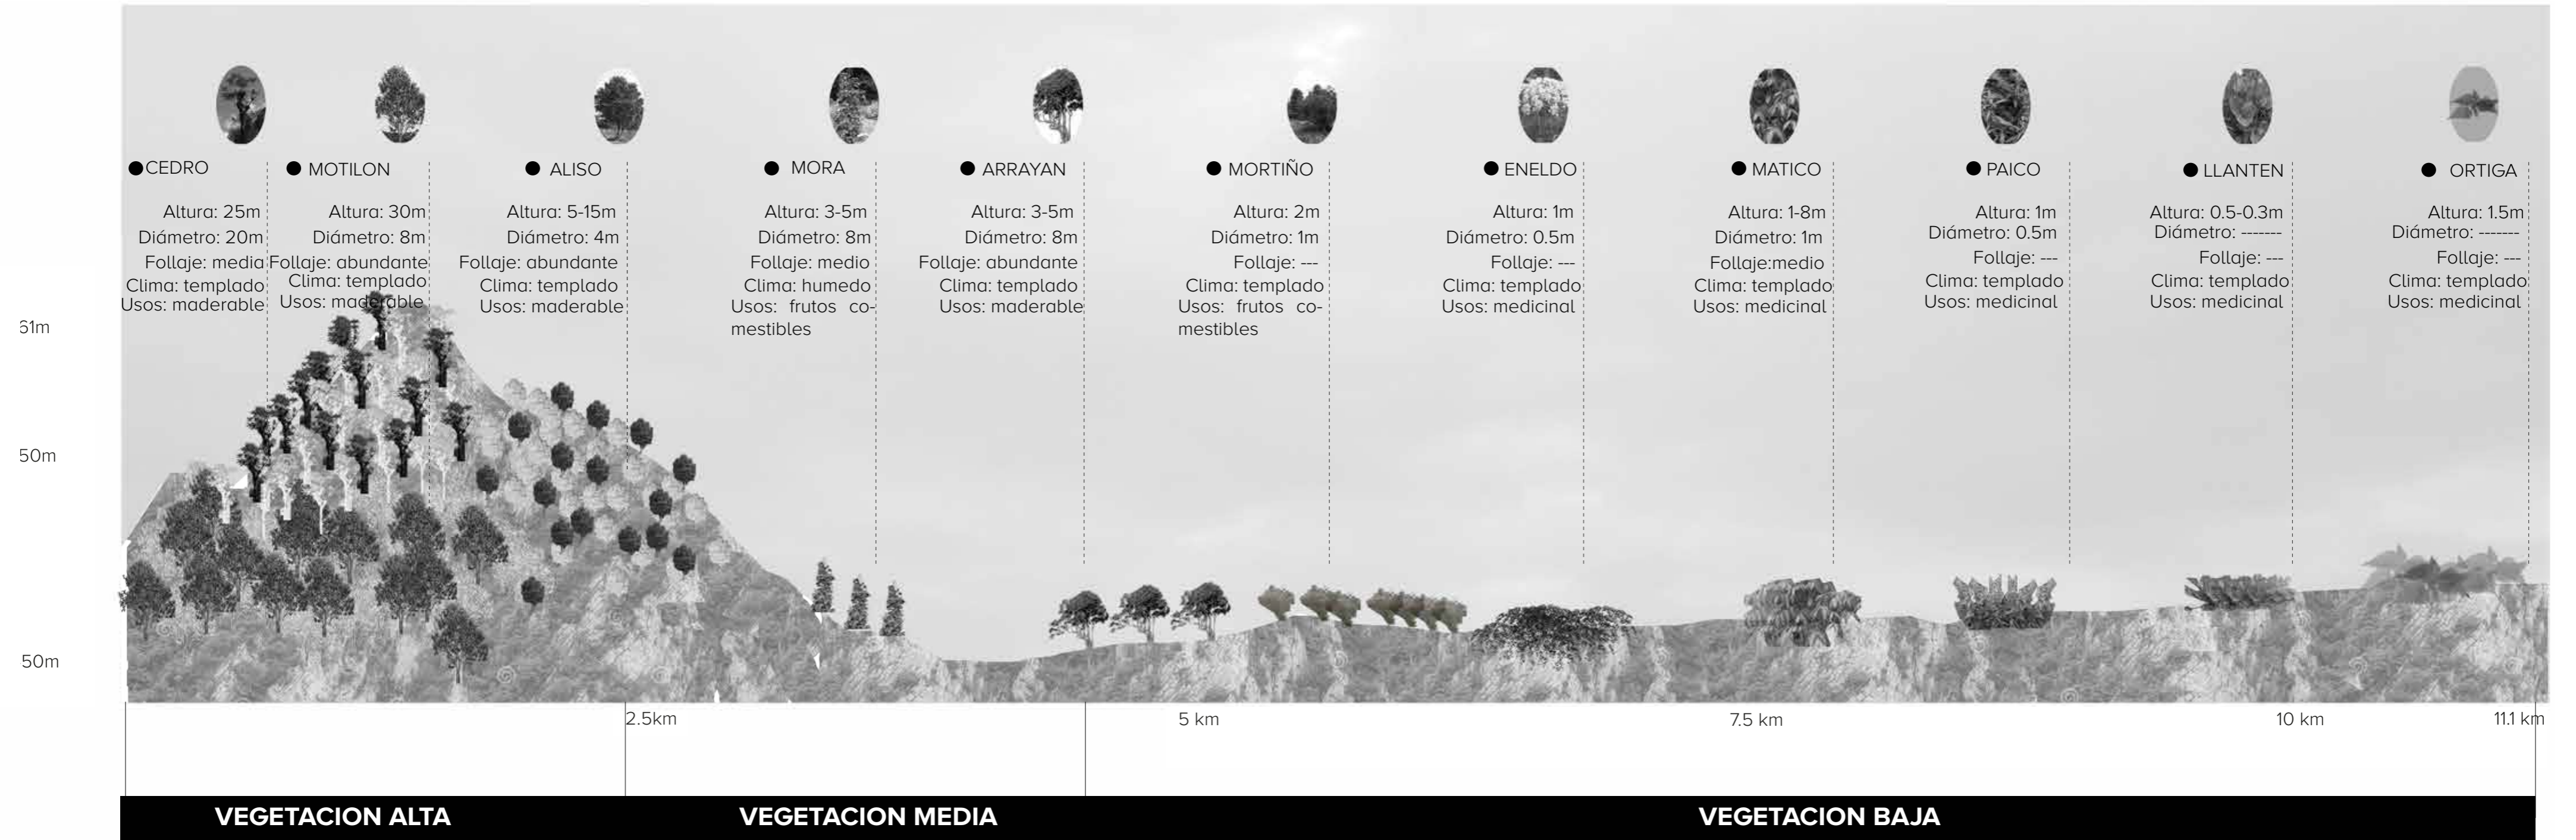 CEDRO
Altura: 25m
Diámetro: 20m
Follaje: media
Clima: templado
Usos: maderable
MOTILON
Altura: 30m
Diámetro: 8m
Follaje: abundante
Clima: templado
Usos: maderable
ALISO
Altura: 5-15m
Diámetro: 4m
Follaje: abundante
Clima: templado
Usos: maderable
MORA
Altura: 3-5m
Diámetro: 8m
Follaje: medio
Clima: humedo
Usos: frutos co-
mestibles
ARRAYAN
Altura: 3-5m
Diámetro: 8m
Follaje: abundante
Clima: templado
Usos: maderable
MORTIÑO
Altura: 2m
Diámetro: 1m
Follaje: ---
Clima: templado
Usos: frutos co-
mestibles
ENELDO
Altura: 1m
Diámetro: 0.5m
Follaje: ---
Clima: templado
Usos: medicinal
MATICO
Altura: 1-8m
Diámetro: 1m
Follaje:medio
Clima: templado
Usos: medicinal
PAICO
Altura: 1m
Diámetro: 0.5m
Follaje: ---
Clima: templado
Usos: medicinal
LLANTEN
Altura: 0.5-0.3m
Diámetro: -------
Follaje: ---
Clima: templado
Usos: medicinal
ORTIGA
Altura: 1.5m
Diámetro: -------
Follaje: ---
Clima: templado
Usos: medicinal
61m
50m
50m
2.5km
5 km
7.5 km
10 km
11.1 km
VEGETACION ALTA
VEGETACION MEDIA
VEGETACION BAJA